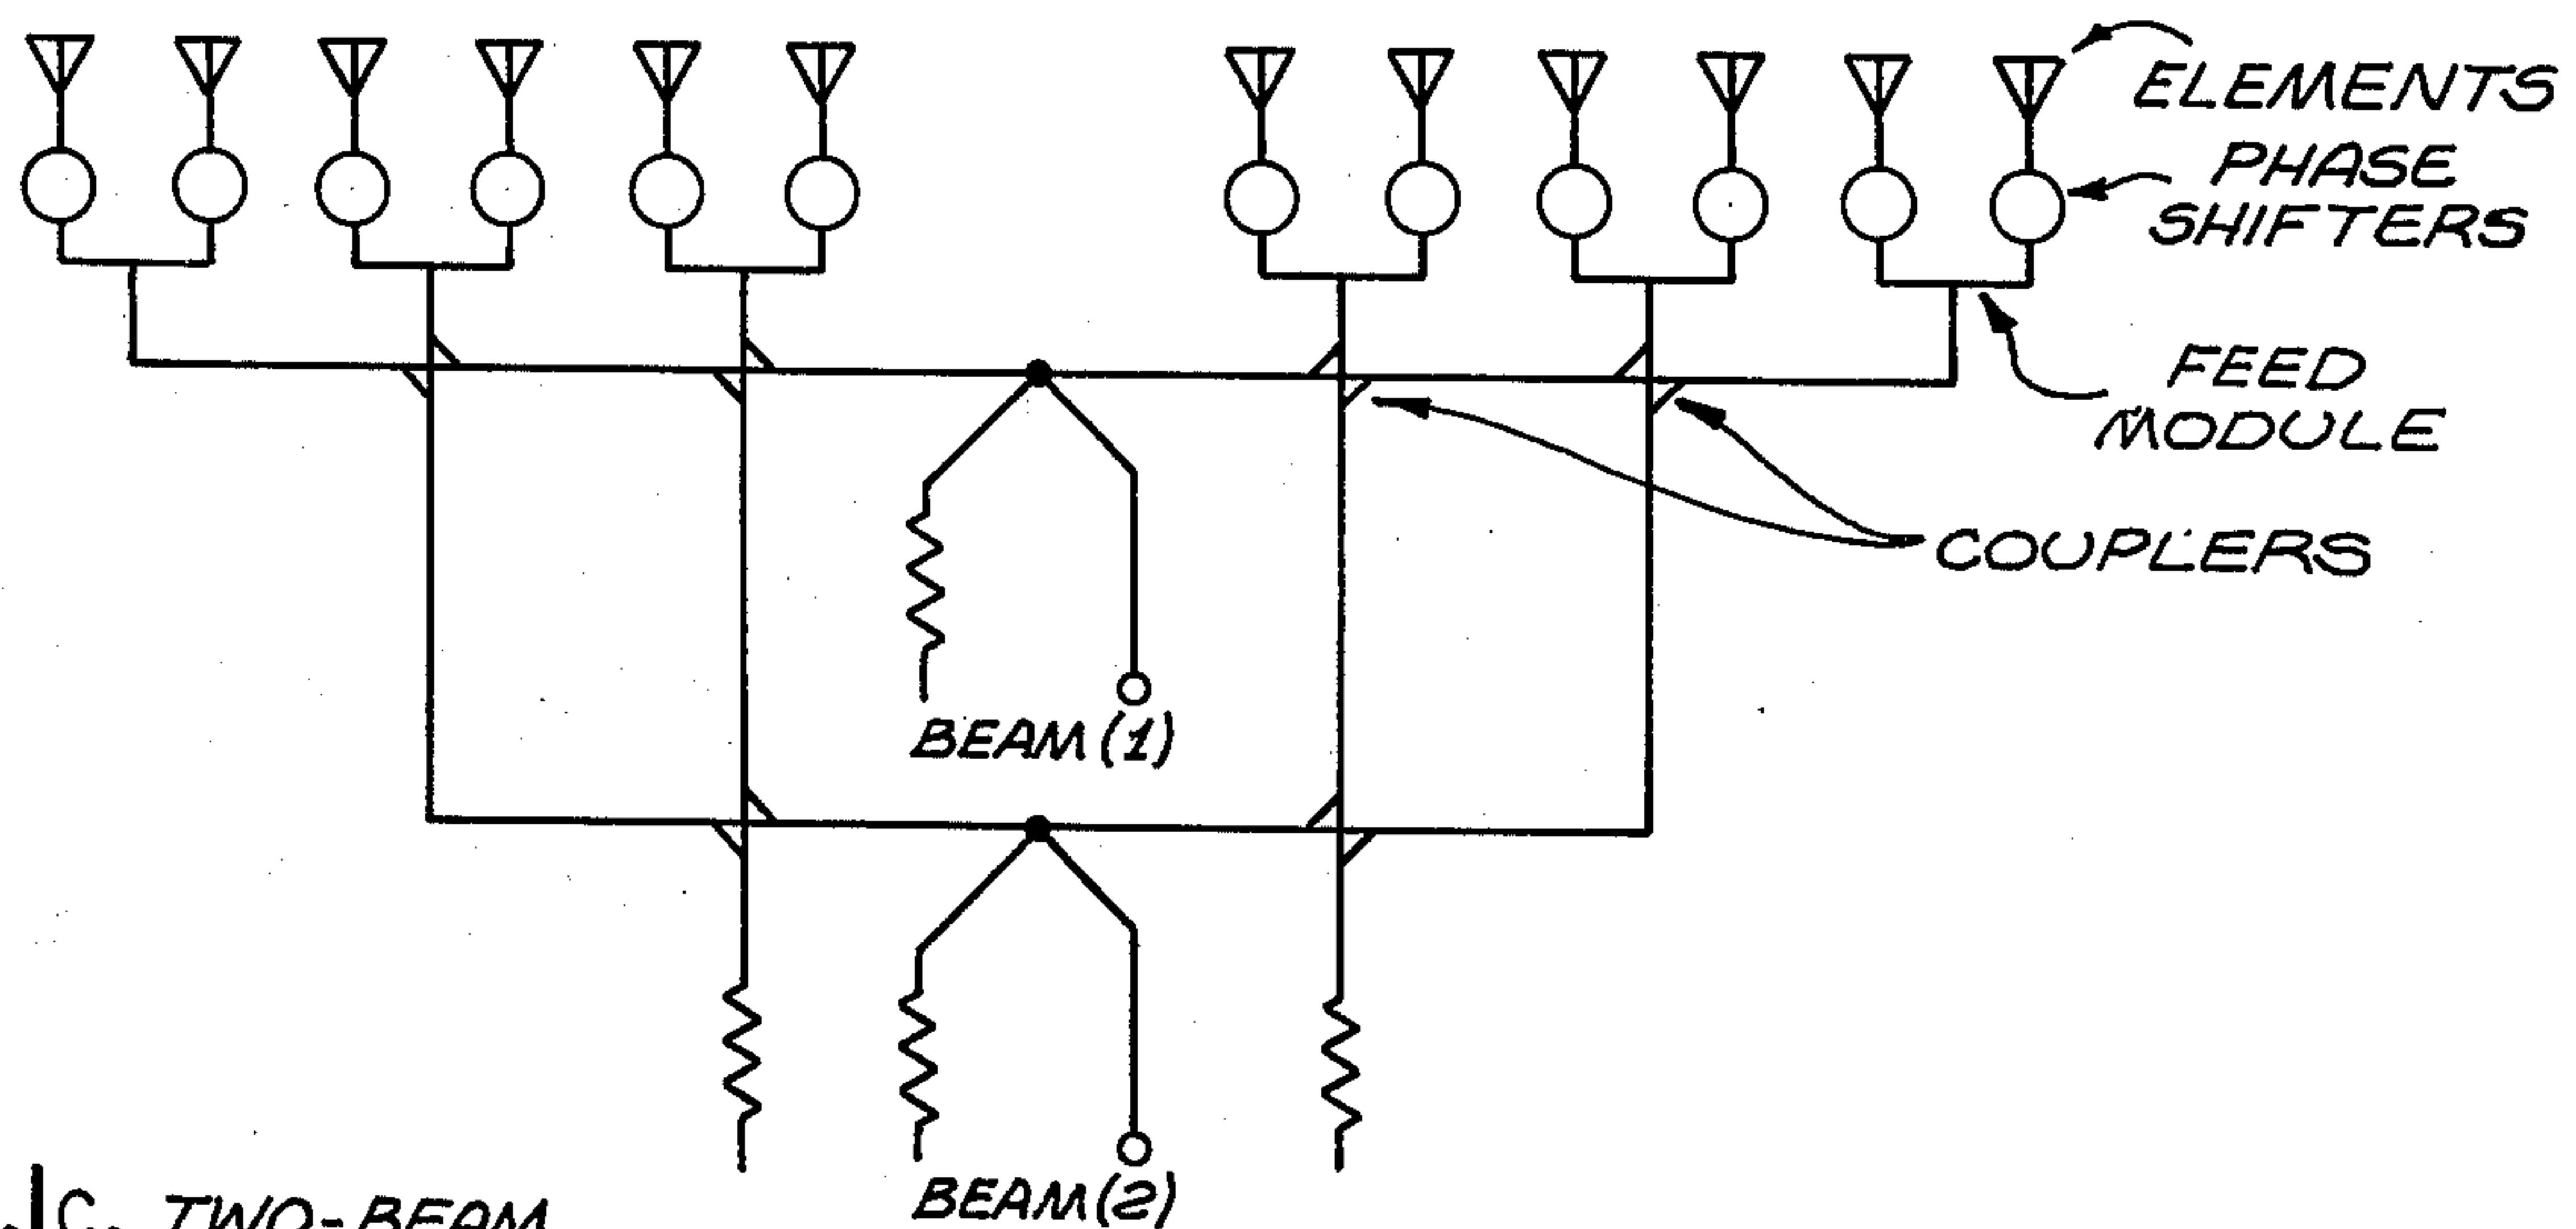 ELEMENTS
PHASE
SHIFTERS
FEED
MODULE
COUPLERS
BEAM (1)
BEAM (2)
c. TWO-BEAM